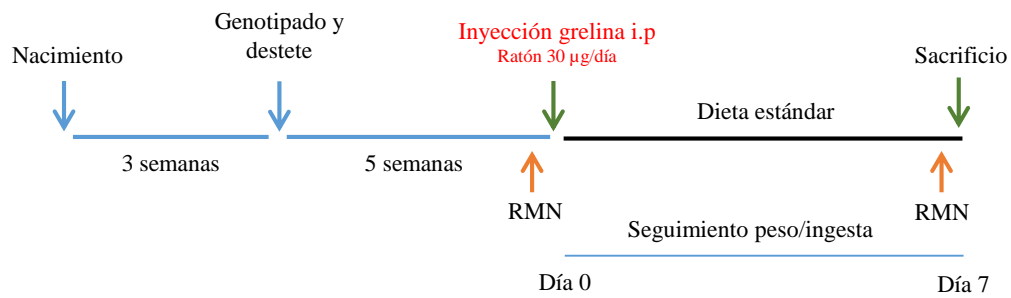 Nacimiento
Genotipado y
destete
Inyección grelina i.p
Ratón 30 µg/día
Sacrificio
Dieta estándar
3 semanas
5 semanas
RMN
RMN
Seguimiento peso/ingesta
Día 0
Día 7